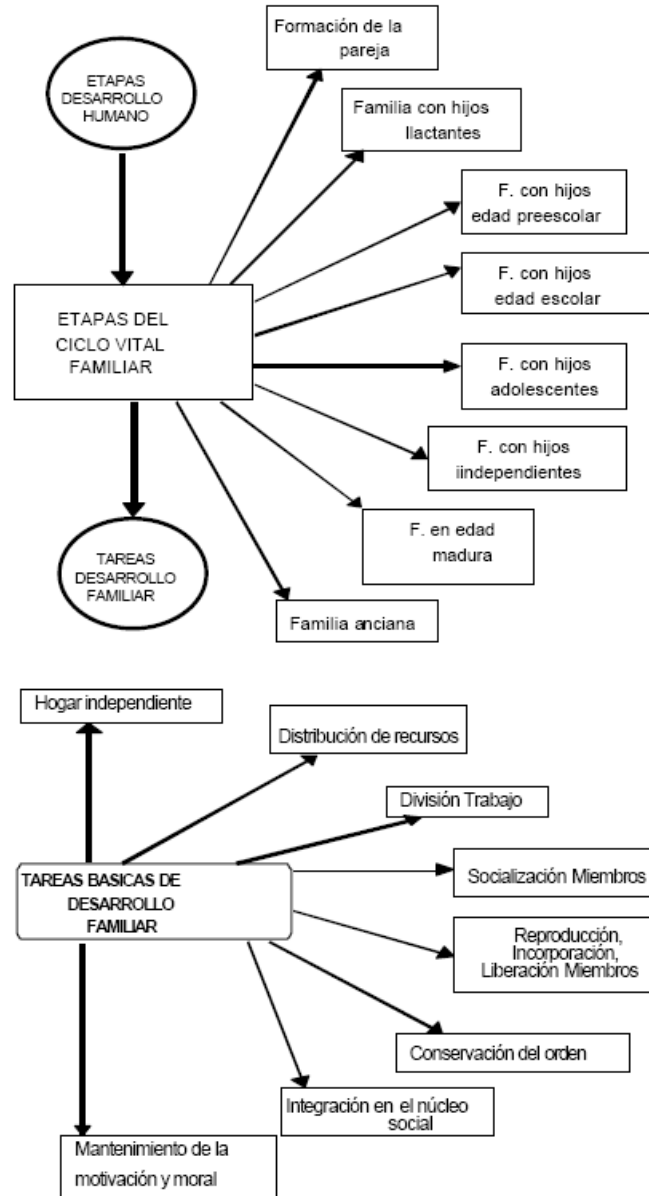 Formación de la
pareja
ETAPAS
DESARROLLO
HUMANO
Familia con hijos
llactantes
F. con hijos
edad preescolar
F. con hijos
edad escolar
ETAPAS DEL
CICLO VITAL
FAMILIAR
F. con hijos
adolescentes
F. con hijos
iindependientes
F. en edad
madura
TAREAS
DESARROLLO
FAMILIAR
Familia anciana
Hogar independiente
Distribución de recursos
División Trabajo
TAREAS BASICAS DE
DESARROLLO
FAMILIAR
Socialización Miembros
Reproducción,
Incorporación,
Liberación Miembros
Conservación del orden
Integración en el núcleo
social
Mantenimiento de la
motivación y moral